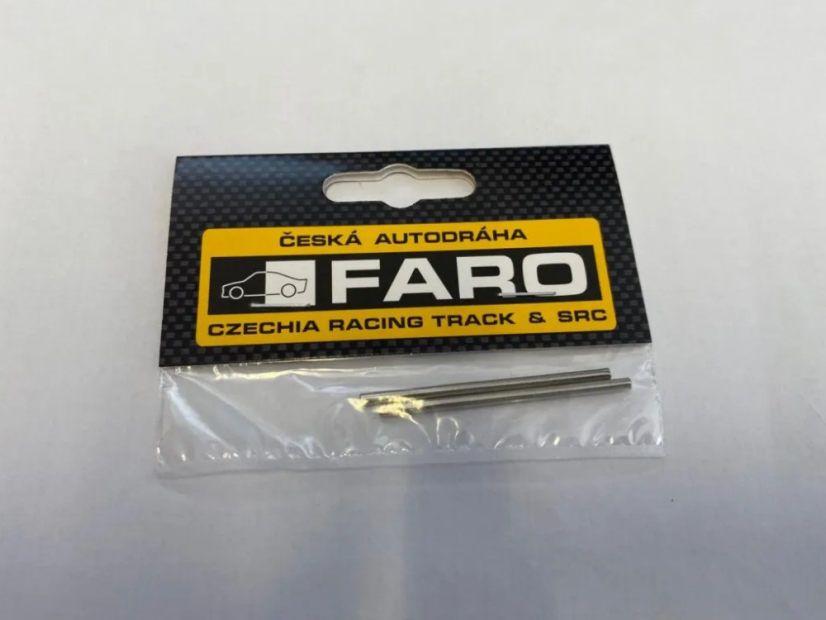 ČESKÁ AUTODRÁHA
FARO
CZECHIA RACING TRACK & SRC